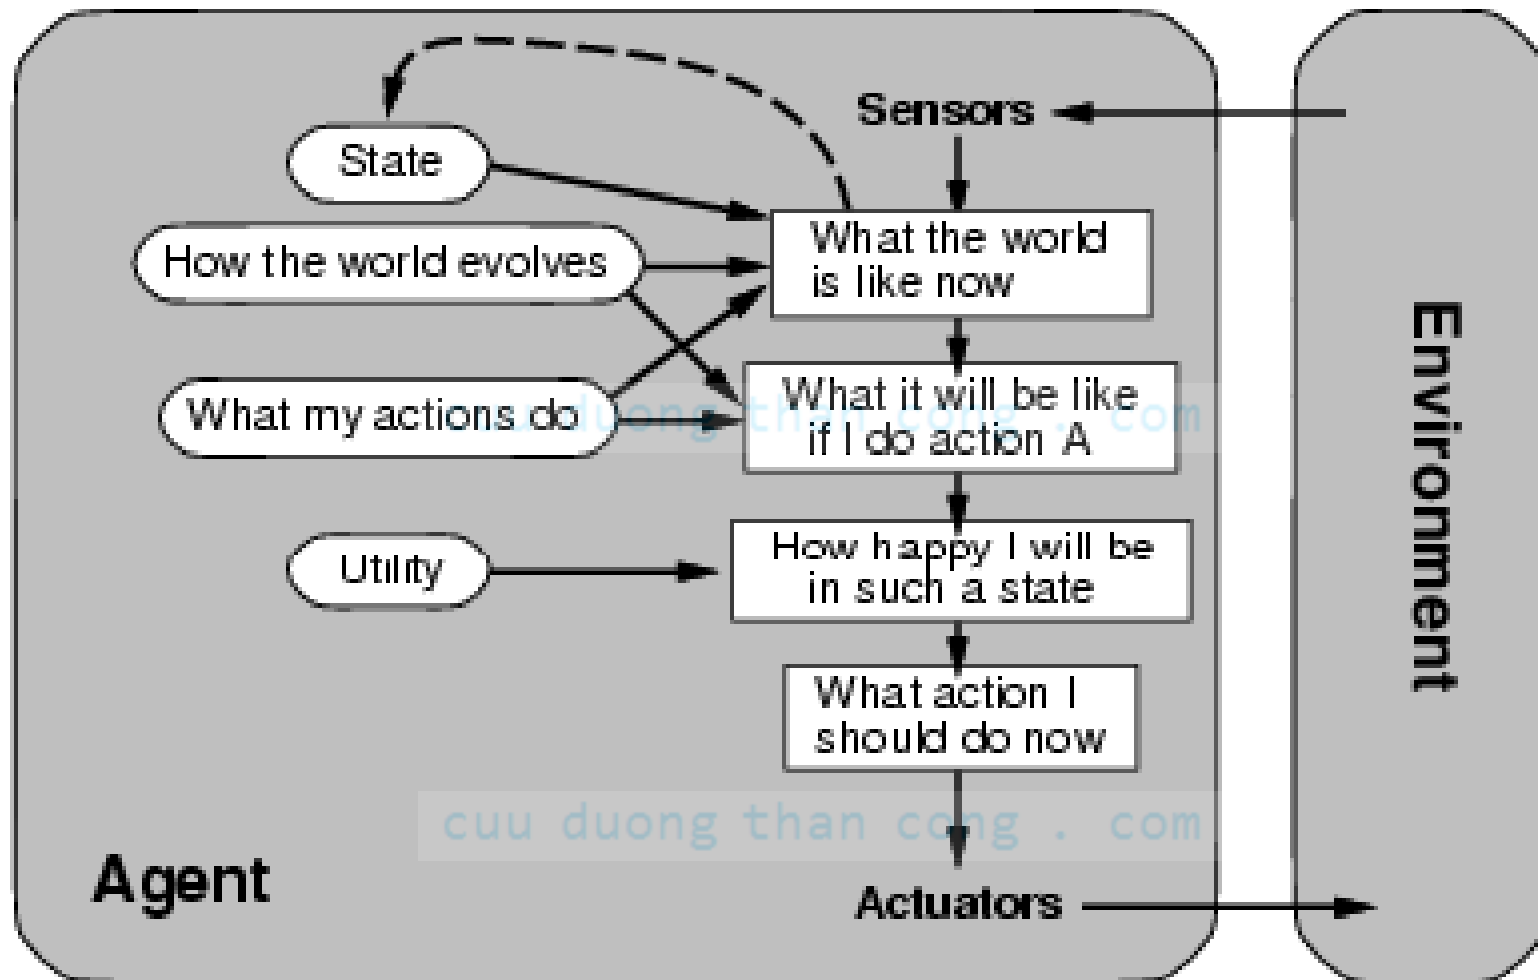 Sensors
State
What the world
is like now
How the world evolves
What it will be like
if I do action A
What my actions do
cuu duong than cong . com
How happy I will be
in such a state
Utility
What action I
should do now
cuu duong than cong . com
Agent
Actuators
Environment